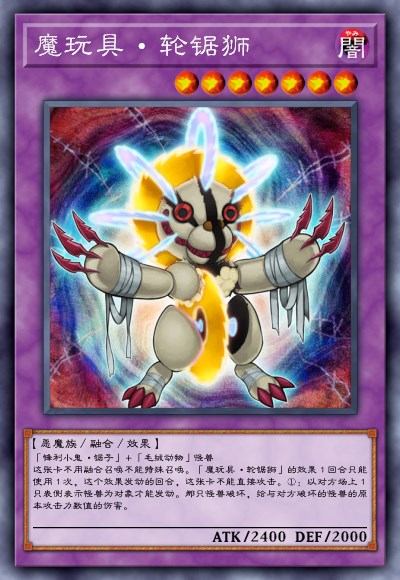 魔玩具・轮锯狮
やみ
闇
【恶魔族／融合／效果】
「锋利小鬼・锯子」+「毛绒动物」怪兽
这张卡不用融合召唤不能特殊召唤。「魔玩具・轮锯狮」的效果1回合只能
使用1次，这个效果发动的回合，这张卡不能直接攻击。①：以对方场上1
只表侧表示怪兽为对象才能发动。那只怪兽破坏，给与对方破坏的怪兽的原
本攻击力数值的伤害。
ATK/2400 DEF/2000